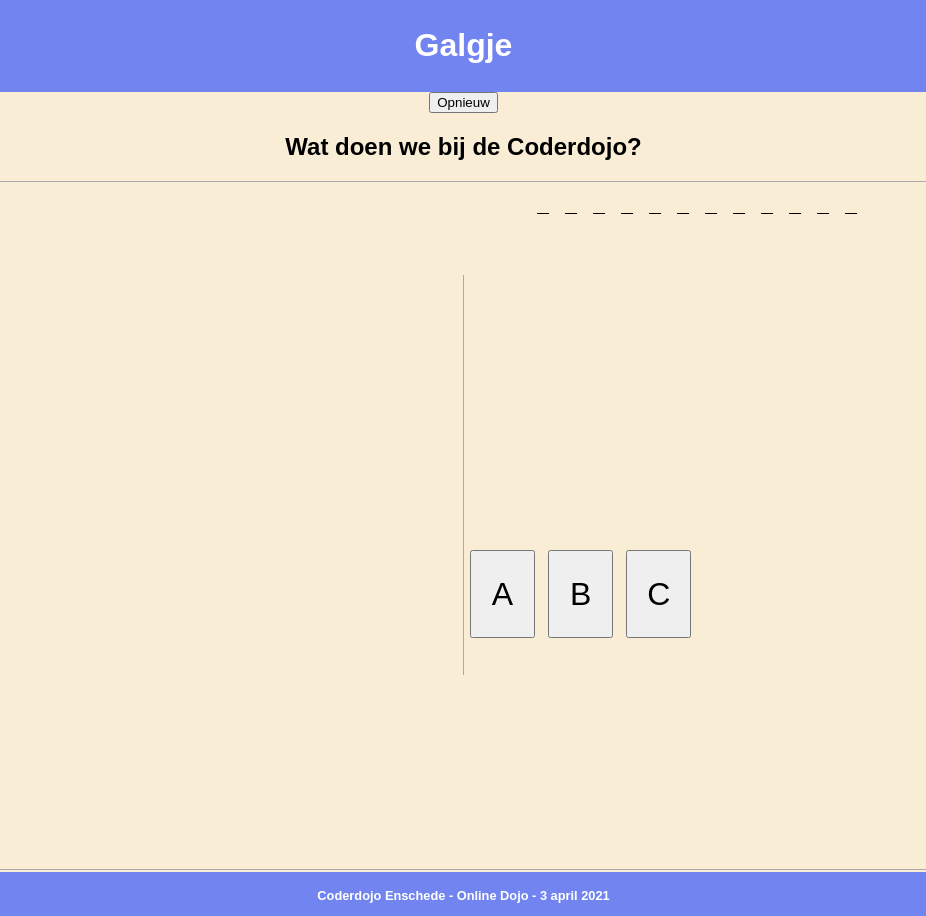 Galgje
Opnieuw
Wat doen we bij de Coderdojo?
_ _ _ _ _ _ _ _ _ _ _ _
A B C
Coderdojo Enschede - Online Dojo - 3 april 2021